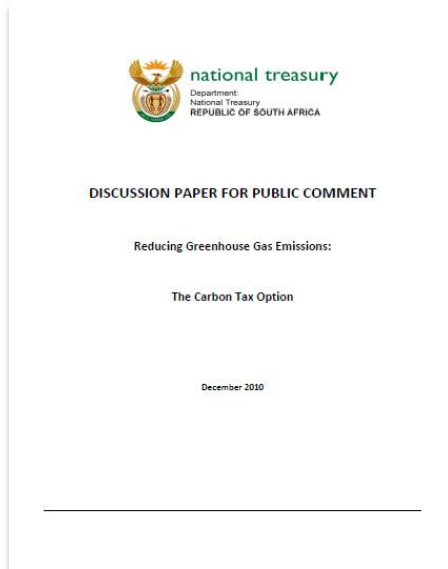 national treasury
Department:
National Treasury
REPUBLIC OF SOUTH AFRICA
DISCUSSION PAPER FOR PUBLIC COMMENT
Reducing Greenhouse Gas Emissions:
The Carbon Tax Option
December 2010